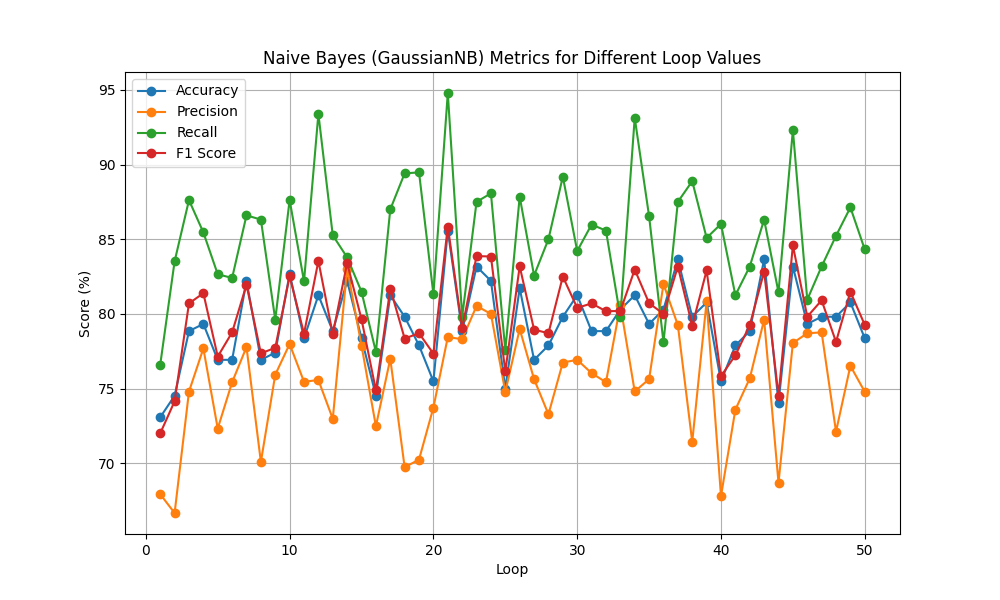 Naive Bayes (GaussianNB) Metrics for Different Loop Values
Accuracy
Precision
Recall
F1 Score
Score (%)
95
90
85
80
75
70
0 10 20 30 40 50
Loop